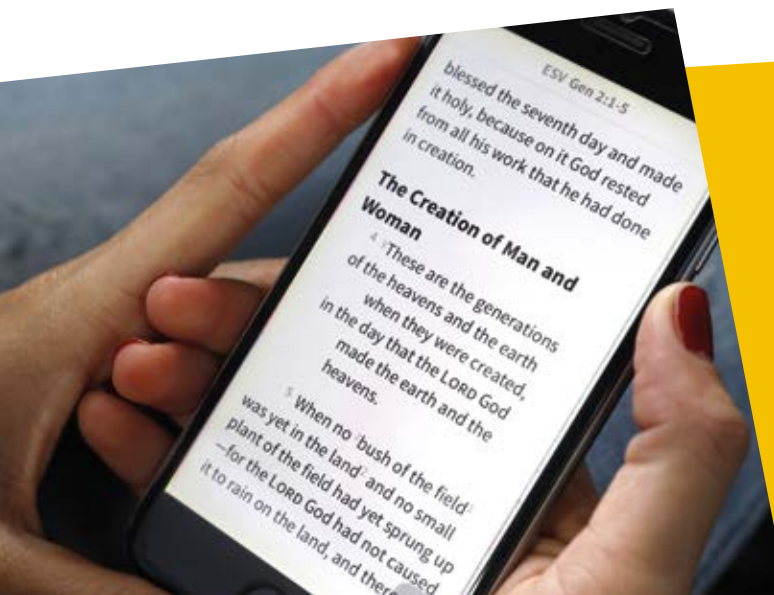 ESV Gen 2:1-5
blessed the seventh day and made
it holy, because on it God rested
from all his work that he had done
in creation.
The Creation of Man and
Woman
4 These are the generations
of the heavens and the earth
when they were created,
in the day that the LORD God
made the earth and the
heavens.
5 When no bush of the field
was yet in the land and no small
plant of the field had yet sprung up
—for the LORD God had not caused
it to rain on the land, and there